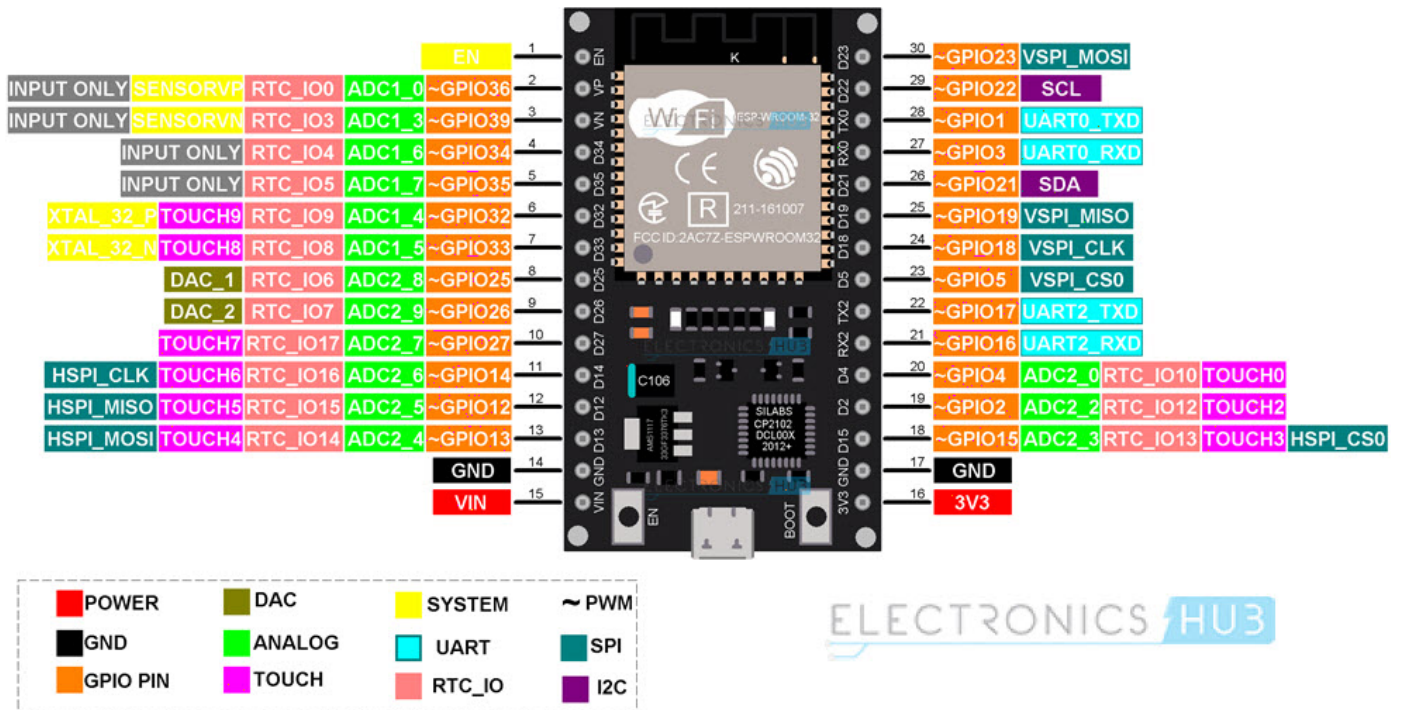 EN 1 EN D23 30 ~GPIO23 VSPI_MOSI
INPUT ONLY SENSORVP RTC_IO0 ADC1_0 ~GPIO36 2 VP D22 29 ~GPIO22 SCL
INPUT ONLY SENSORVN RTC_IO3 ADC1_3 ~GPIO39 3 VN TX0 28 ~GPIO1 UART0_TXD
INPUT ONLY RTC_IO4 ADC1_6 ~GPIO34 4 D34 RX0 27 ~GPIO3 UART0_RXD
INPUT ONLY RTC_IO5 ADC1_7 ~GPIO35 5 D35 D21 26 ~GPIO21 SDA
XTAL_32_P TOUCH9 RTC_IO9 ADC1_4 ~GPIO32 6 D32 D19 25 ~GPIO19 VSPI_MISO
XTAL_32_N TOUCH8 RTC_IO8 ADC1_5 ~GPIO33 7 D33 D18 24 ~GPIO18 VSPI_CLK
DAC_1 RTC_IO6 ADC2_8 ~GPIO25 8 D25 D5 23 ~GPIO5 VSPI_CS0
DAC_2 RTC_IO7 ADC2_9 ~GPIO26 9 D26 TX2 22 ~GPIO17 UART2_TXD
TOUCH7 RTC_IO17 ADC2_7 ~GPIO27 10 D27 RX2 21 ~GPIO16 UART2_RXD
HSPI_CLK TOUCH6 RTC_IO16 ADC2_6 ~GPIO14 11 D14 D4 20 ~GPIO4 ADC2_0 RTC_IO10 TOUCH0
HSPI_MISO TOUCH5 RTC_IO15 ADC2_5 ~GPIO12 12 D12 D2 19 ~GPIO2 ADC2_2 RTC_IO12 TOUCH2
HSPI_MOSI TOUCH4 RTC_IO14 ADC2_4 ~GPIO13 13 D13 D15 18 ~GPIO15 ADC2_3 RTC_IO13 TOUCH3 HSPI_CS0
GND 14 GND GND 17 GND
VIN 15 VIN 3V3 16 3V3
K
Wi Fi ESP-WROOM-32
ELECTRONICS HUB
CE
R 211-161007
FCC ID:2AC7Z-ESPWROOM32
ELECTRONICS HUB
C106
AMS1117
SILABS
CP2102
DCL00X
2012+
ELECTRONICS HUB
EN BOOT
POWER DAC SYSTEM ~ PWM
GND ANALOG UART SPI
GPIO PIN TOUCH RTC_IO I2C
ELECTRONICS HUB